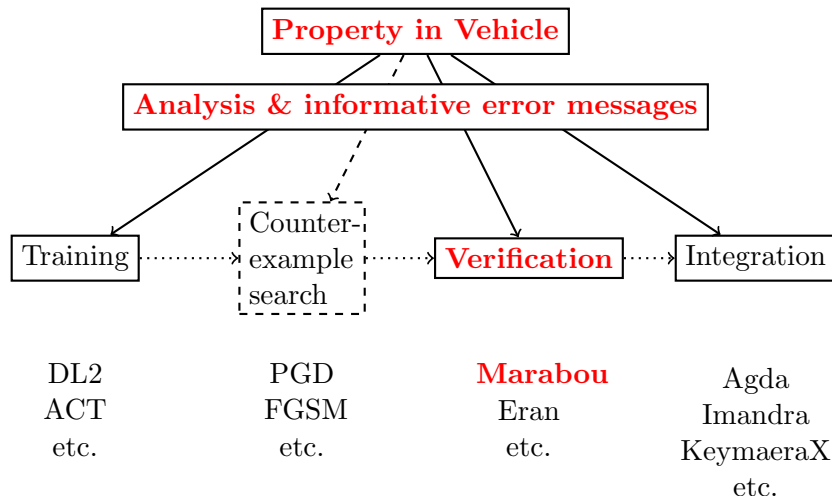 Property in Vehicle
Analysis & informative error messages
Training
Counter-
example
search
Verification
Integration
DL2
ACT
etc.
PGD
FGSM
etc.
Marabou
Eran
etc.
Agda
Imandra
KeymaeraX
etc.